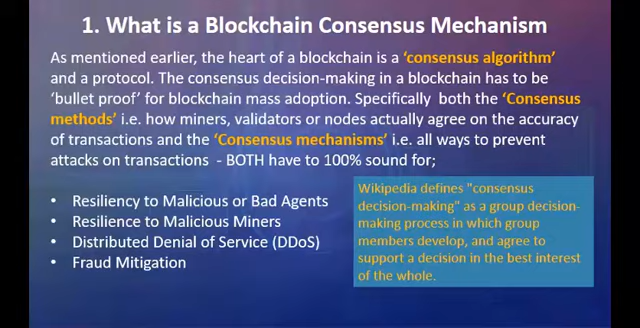 1. What is a Blockchain Consensus Mechanism
As mentioned earlier, the heart of a blockchain is a ‘consensus algorithm’
and a protocol. The consensus decision-making in a blockchain has to be
‘bullet proof’ for blockchain mass adoption. Specifically both the ‘Consensus
methods’ i.e. how miners, validators or nodes actually agree on the accuracy
of transactions and the ‘Consensus mechanisms’ i.e. all ways to prevent
attacks on transactions - BOTH have to 100% sound for;
• Resiliency to Malicious or Bad Agents
• Resilience to Malicious Miners
• Distributed Denial of Service (DDoS)
• Fraud Mitigation
Wikipedia defines "consensus
decision-making" as a group decision-
making process in which group
members develop, and agree to
support a decision in the best interest
of the whole.